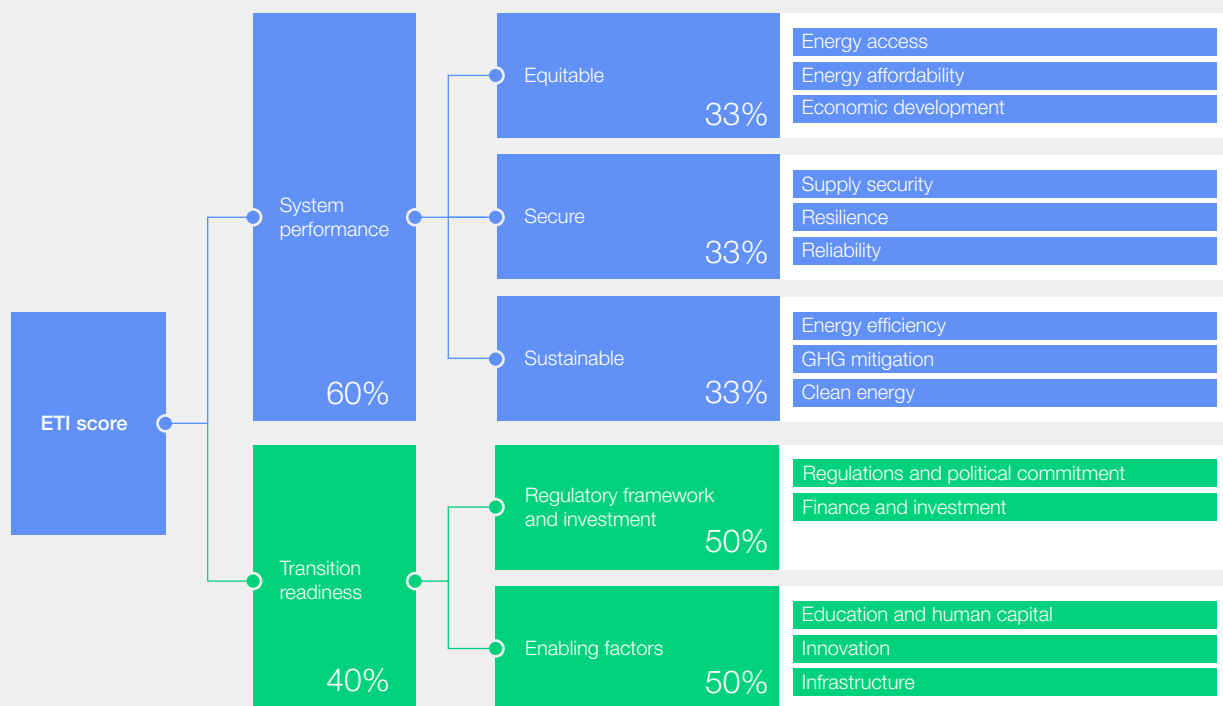 ETI score
System
performance
60%
Equitable
33%
Energy access
Energy affordability
Economic development
Secure
33%
Supply security
Resilience
Reliability
Sustainable
33%
Energy efficiency
GHG mitigation
Clean energy
Transition
readiness
40%
Regulatory framework
and investment
50%
Regulations and political commitment
Finance and investment
Enabling factors
50%
Education and human capital
Innovation
Infrastructure